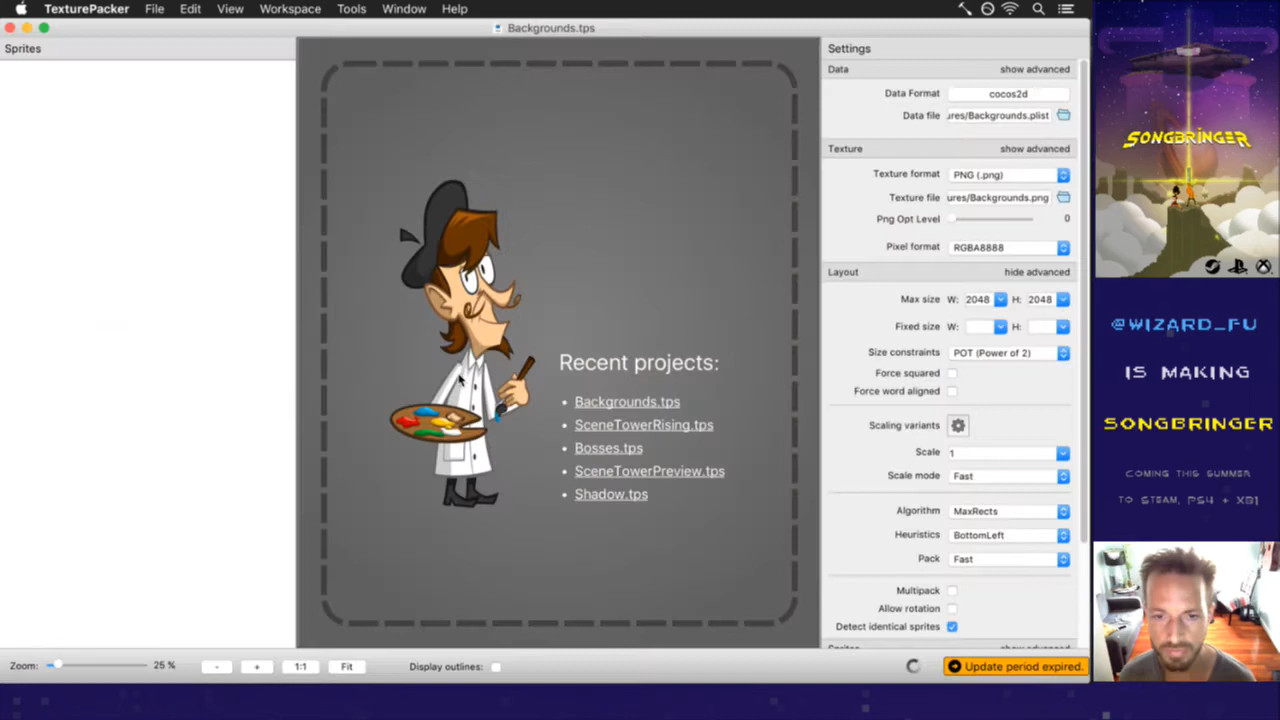 TexturePacker File Edit View Workspace Tools Window Help
Backgrounds.tps
Sprites
Settings
Data show advanced
Data Format cocos2d
Data file ures/Backgrounds.plist
Texture show advanced
Texture format PNG (.png)
Texture file ures/Backgrounds.png
Png Opt Level 0
Pixel format RGBA8888
Layout hide advanced
Max size W: 2048 H: 2048
Fixed size W: H:
Size constraints POT (Power of 2)
Force squared
Force word aligned
Scaling variants
Scale 1
Scale mode Fast
Algorithm MaxRects
Heuristics BottomLeft
Pack Fast
Multipack
Allow rotation
Detect identical sprites
Recent projects:
• Backgrounds.tps
• SceneTowerRising.tps
• Bosses.tps
• SceneTowerPreview.tps
• Shadow.tps
Zoom: 25 % - + 1:1 Fit Display outlines: Update period expired.
SONGBRINGER
@WIZARD_FU
IS MAKING
SONGBRINGER
COMING THIS SUMMER
TO STEAM, PS4 + XB1